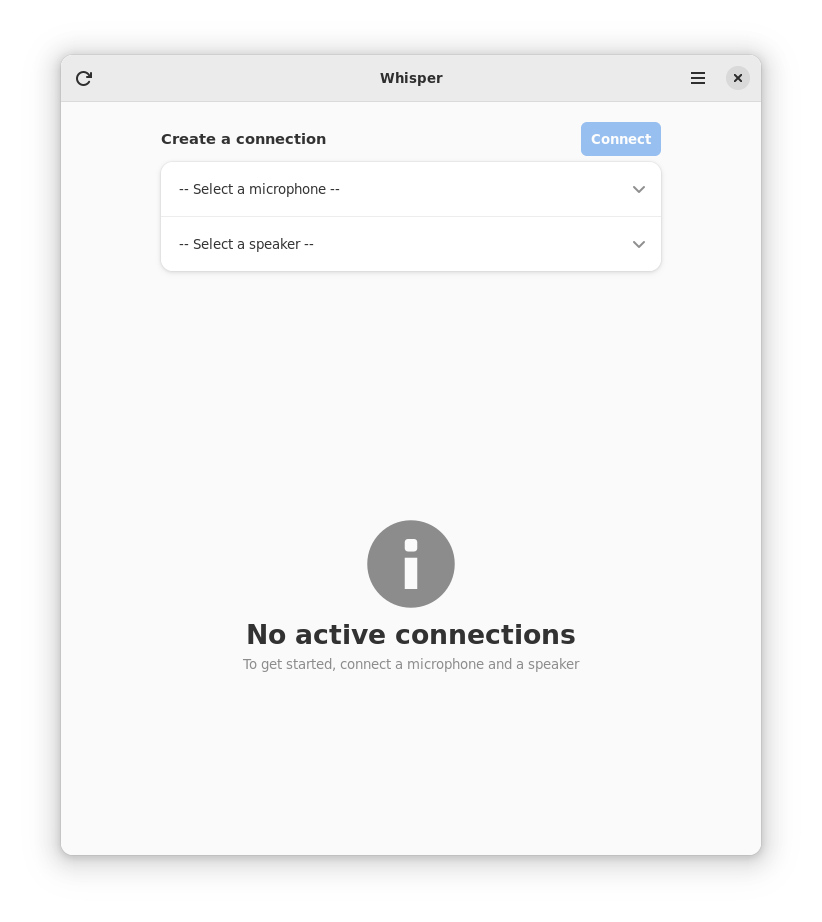 Whisper
Create a connection
Connect
-- Select a microphone --
-- Select a speaker --
No active connections
To get started, connect a microphone and a speaker